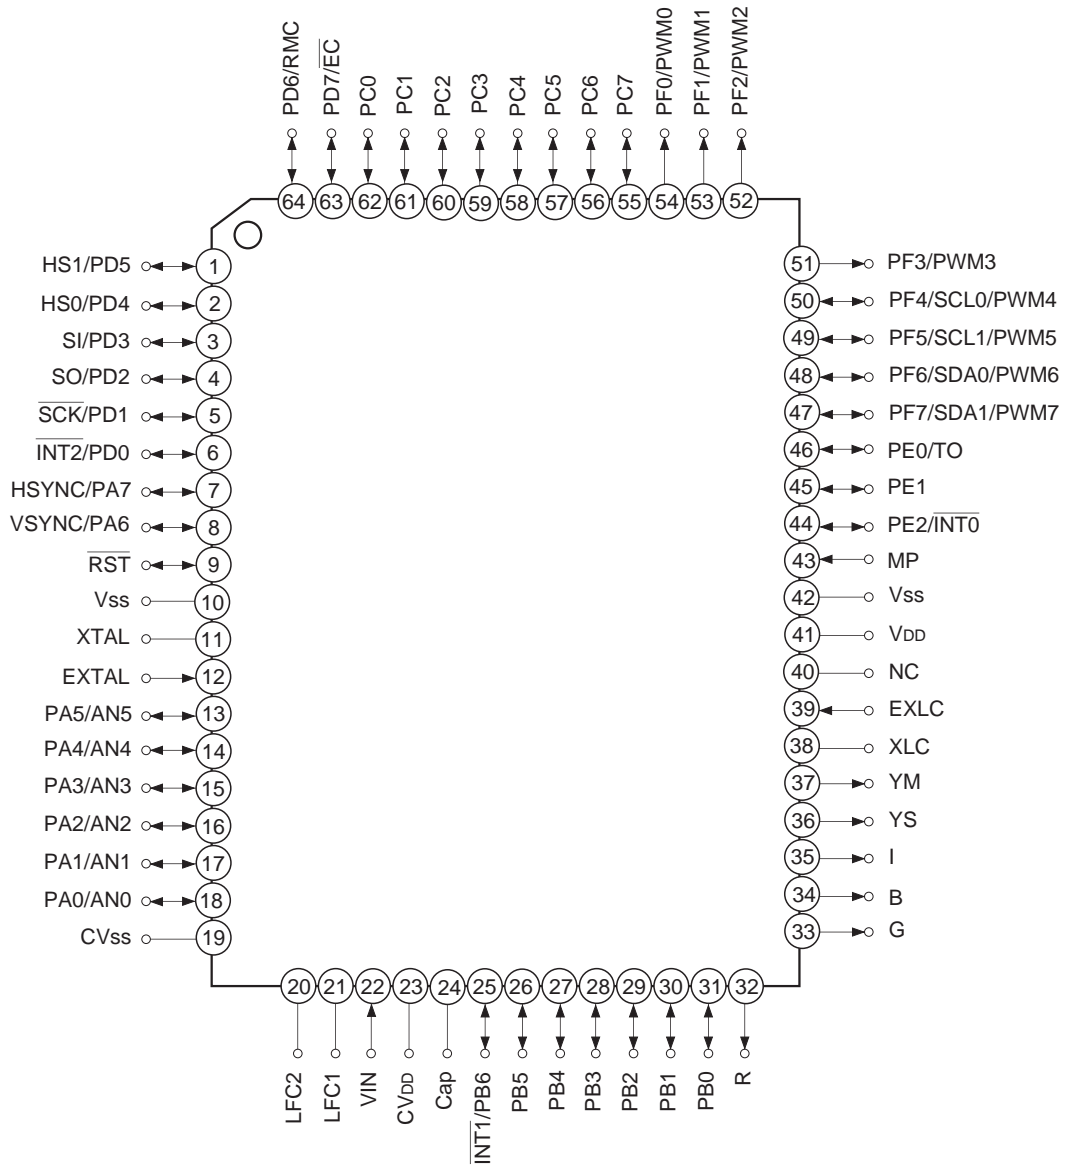 PD6/RMC
PD7/E̅C̅
PC0
PC1
PC2
PC3
PC4
PC5
PC6
PC7
PF0/PWM0
PF1/PWM1
PF2/PWM2
64
63
62
61
60
59
58
57
56
55
54
53
52
HS1/PD5 1
HS0/PD4 2
SI/PD3 3
SO/PD2 4
S̅C̅K̅/PD1 5
I̅N̅T̅2̅/PD0 6
HSYNC/PA7 7
VSYNC/PA6 8
R̅S̅T̅ 9
Vss 10
XTAL 11
EXTAL 12
PA5/AN5 13
PA4/AN4 14
PA3/AN3 15
PA2/AN2 16
PA1/AN1 17
PA0/AN0 18
CVss 19
51 PF3/PWM3
50 PF4/SCL0/PWM4
49 PF5/SCL1/PWM5
48 PF6/SDA0/PWM6
47 PF7/SDA1/PWM7
46 PE0/TO
45 PE1
44 PE2/I̅N̅T̅0̅
43 MP
42 Vss
41 VDD
40 NC
39 EXLC
38 XLC
37 YM
36 YS
35 I
34 B
33 G
20
21
22
23
24
25
26
27
28
29
30
31
32
LFC2
LFC1
VIN
CVDD
Cap
I̅N̅T̅1̅/PB6
PB5
PB4
PB3
PB2
PB1
PB0
R